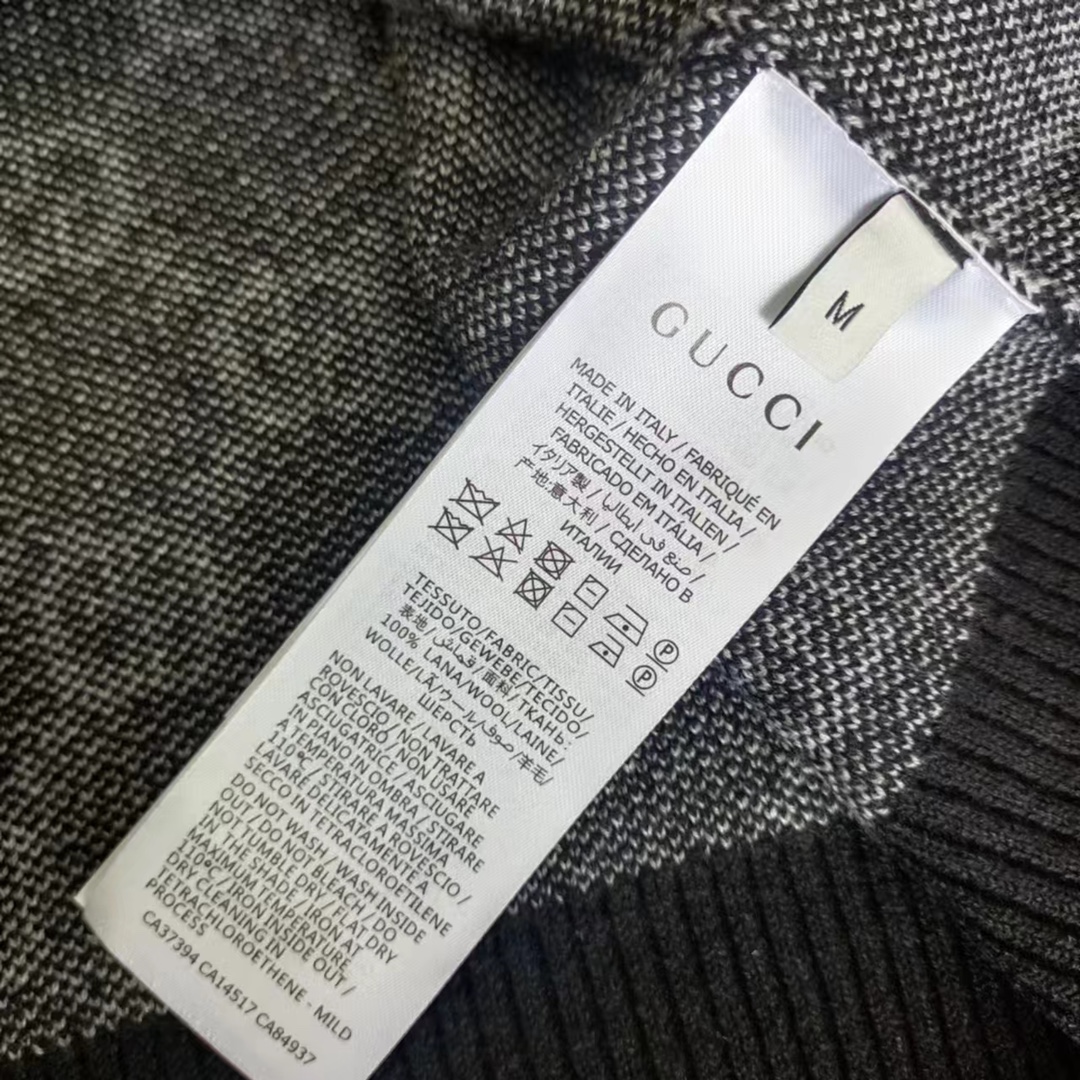 M
GUCCI
MADE IN ITALY / FABRIQUÉ EN
ITALIE / HECHO EN ITALIA /
HERGESTELLT IN ITALIEN /
FABRICADO EM ITÁLIA /
イタリア製 / صنع في ايطاليا /
产地:意大利 / СДЕЛАНО В
ИТАЛИИ
P
P
TESSUTO/FABRIC/TISSU/
TEJIDO/GEWEBE/TECIDO/
表地/قماش/面料/ТКАНЬ:
100% LANA/WOOL/LAINE/
WOLLE/LÃ/ウール/صوف/羊毛/
ШЕРСТЬ
NON LAVARE / LAVARE A
ROVESCIO / NON TRATTARE
CON CLORO / NON USARE
ASCIUGATRICE / ASCIUGARE
IN PIANO IN OMBRA / STIRARE
A TEMPERATURA MASSIMA
110ºC / STIRARE A ROVESCIO /
LAVARE DELICATAMENTE A
SECCO IN TETRACLOROETILENE
DO NOT WASH / WASH INSIDE
OUT / DO NOT BLEACH / DO
NOT TUMBLE DRY / FLAT DRY
IN THE SHADE / IRON AT
MAXIMUM TEMPERATURE
110ºC / IRON INSIDE OUT /
DRY CLEANING IN
TETRACHLOROETHENE - MILD
PROCESS
CA37394 CA14517 CA84937